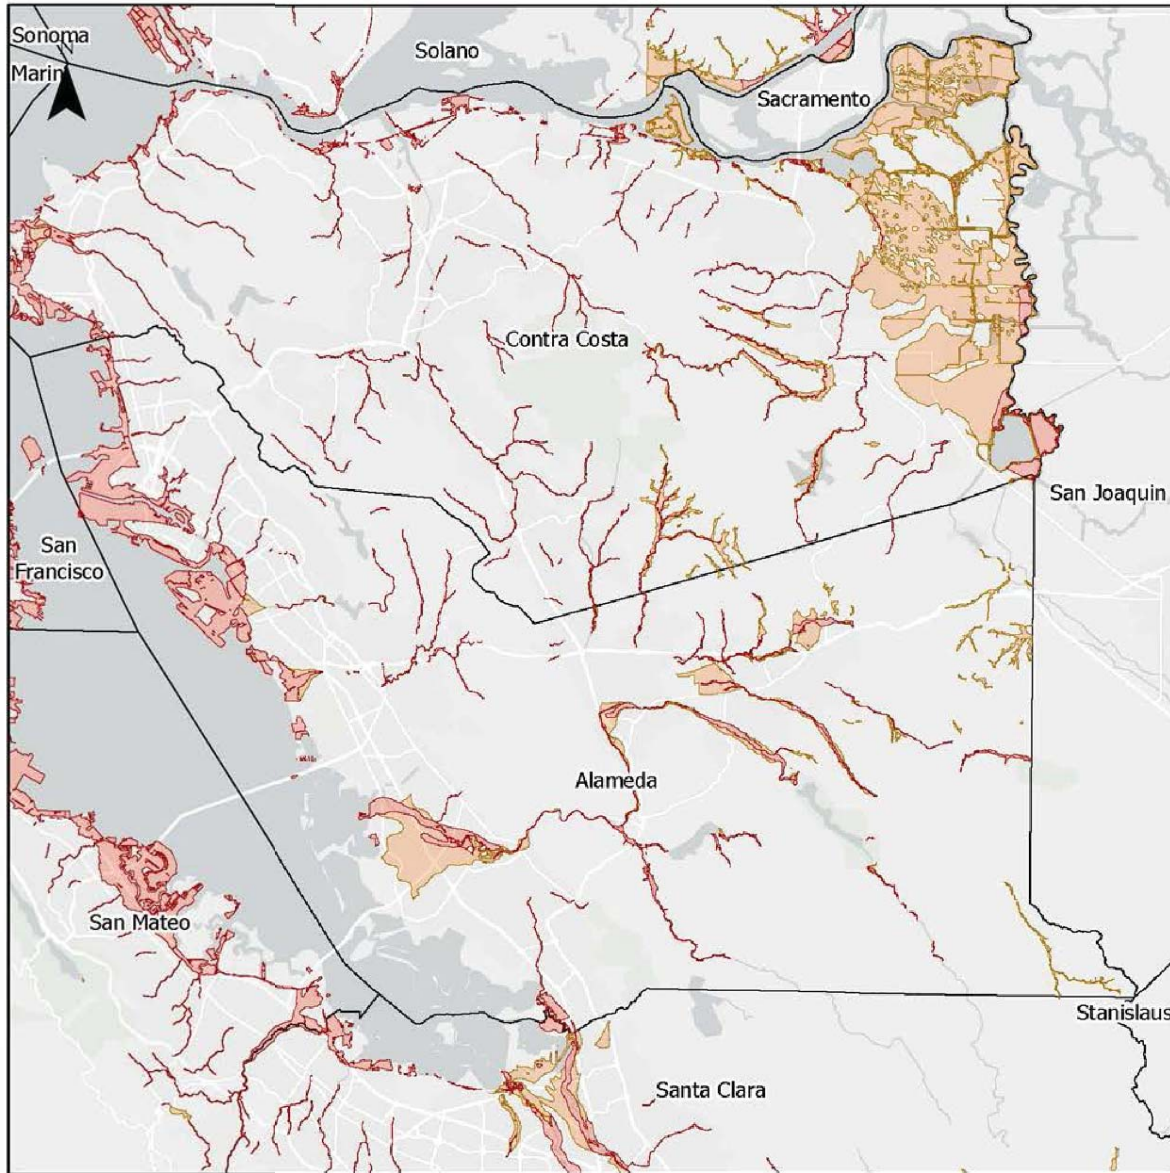 Sonoma
Marin
Solano
Sacramento
Contra Costa
San Joaquin
San
Francisco
Alameda
San Mateo
Stanislaus
Santa Clara